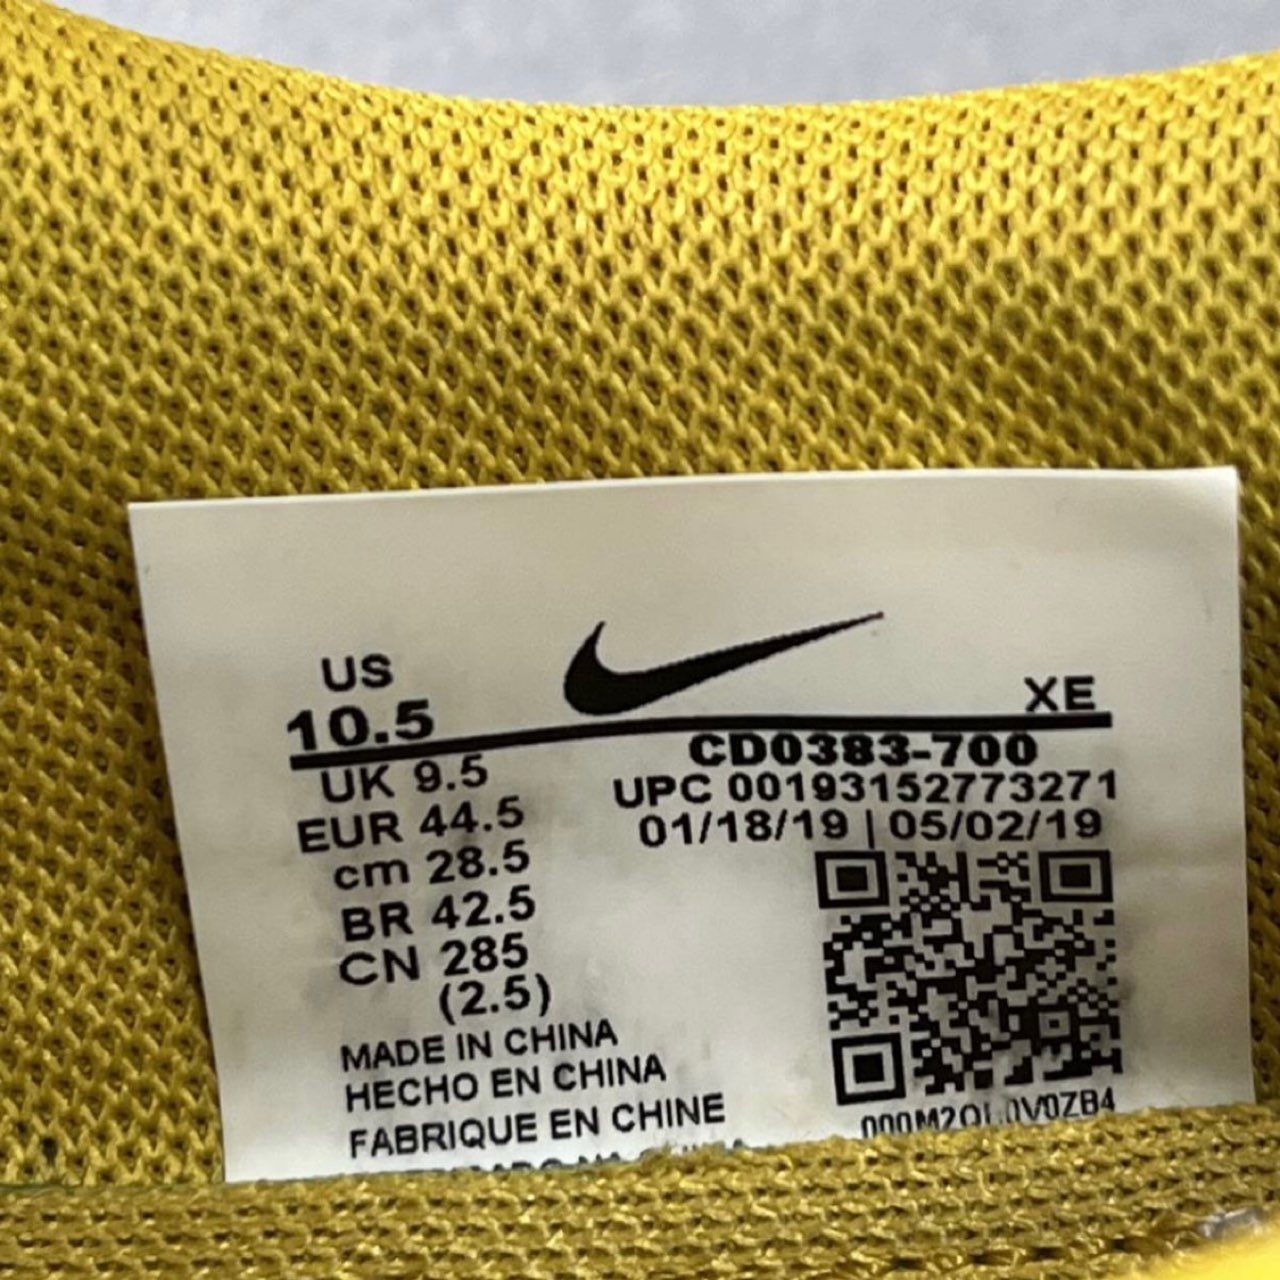 US
10.5
XE
UK 9.5
EUR 44.5
cm 28.5
BR 42.5
CN 285
(2.5)
CD0383-700
UPC 00193152773271
01/18/19 | 05/02/19
MADE IN CHINA
HECHO EN CHINA
FABRIQUE EN CHINE